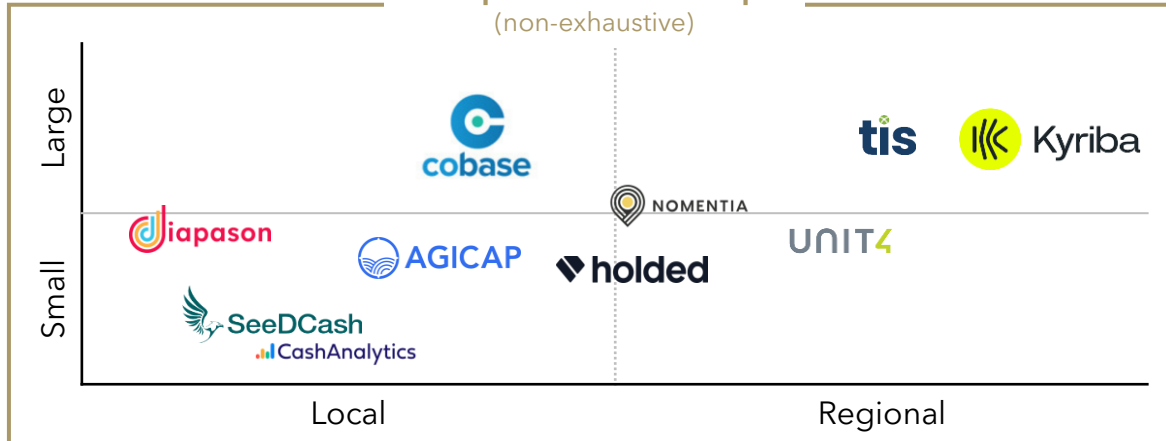 (non-exhaustive)
Large
cobase
tis
Kyriba
NOMENTIA
diapason
AGICAP
UNIT4
holded
Small
SeeDCash
CashAnalytics
Local
Regional